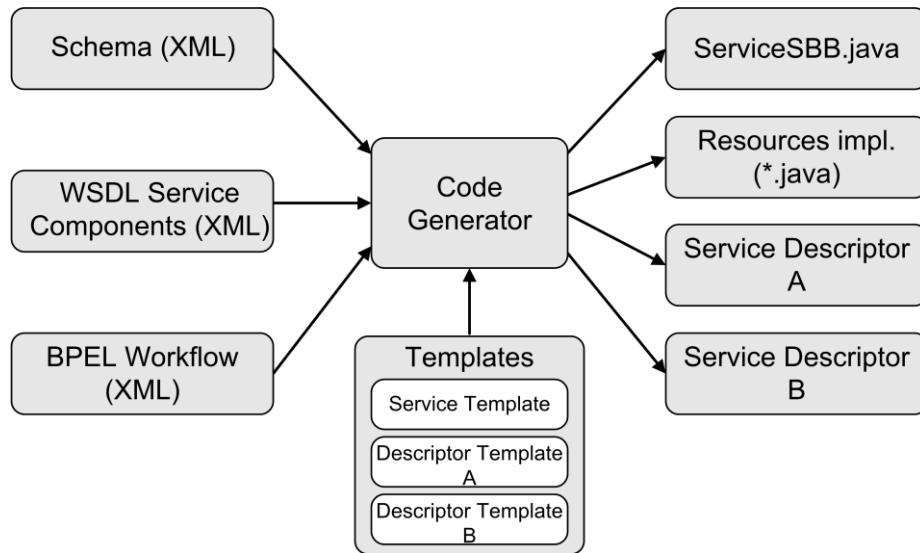 Schema (XML)
WSDL Service
Components (XML)
BPEL Workflow
(XML)
Code
Generator
Templates
Service Template
Descriptor Template
A
Descriptor Template
B
ServiceSBB.java
Resources impl.
(*.java)
Service Descriptor
A
Service Descriptor
B